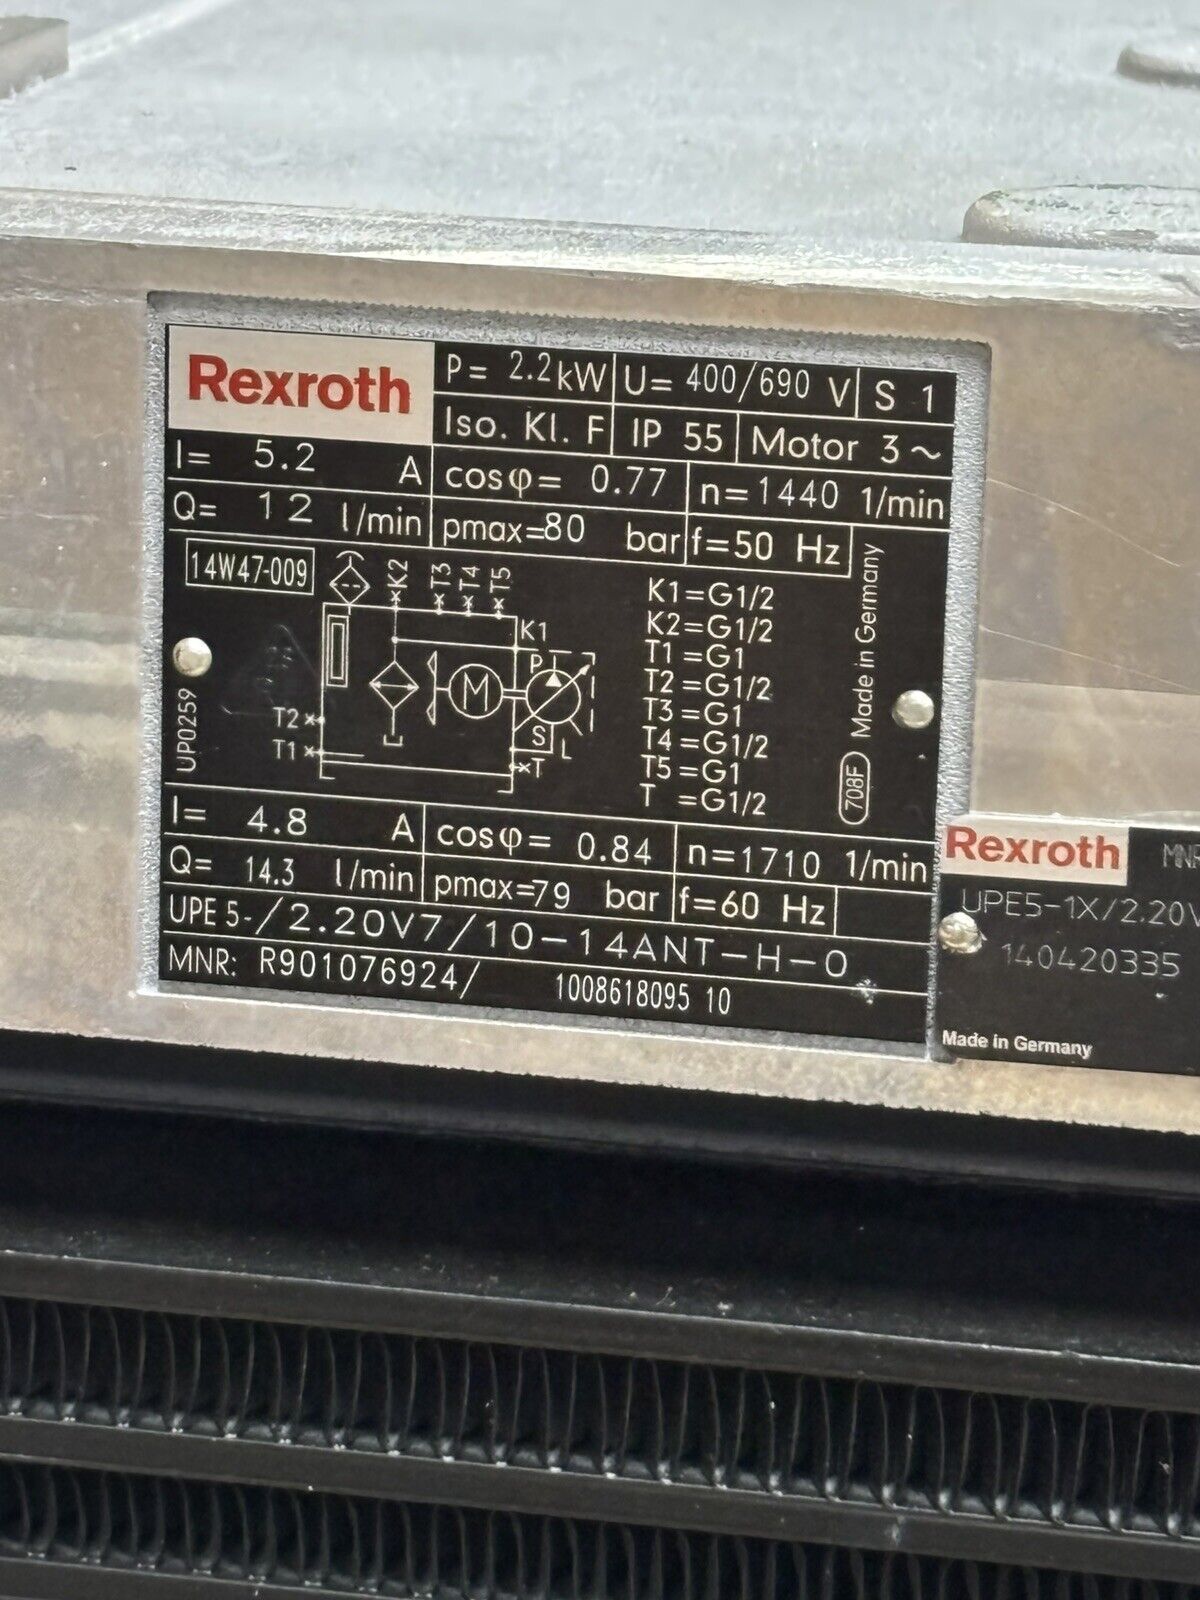 Rexroth P= 2.2kW U= 400/690 V S 1
Iso. Kl. F IP 55 Motor 3~
I= 5.2 A cosφ= 0.77 n=1440 1/min
Q= 12 l/min pmax=80 bar f=50 Hz
14W47-009
K2 T3 T4 T5
K1
P
M
S
L
T2
T1
T
UP0259
K1=G1/2
K2=G1/2
T1=G1
T2=G1/2
T3=G1
T4=G1/2
T5=G1
T =G1/2
708F Made in Germany
I= 4.8 A cosφ= 0.84 n=1710 1/min
Q= 14.3 l/min pmax=79 bar f=60 Hz
UPE 5-/2.20V7/10-14ANT-H-0
MNR: R901076924/ 1008618095 10
Rexroth MNR
UPE5-1X/2.20V
140420335
Made in Germany